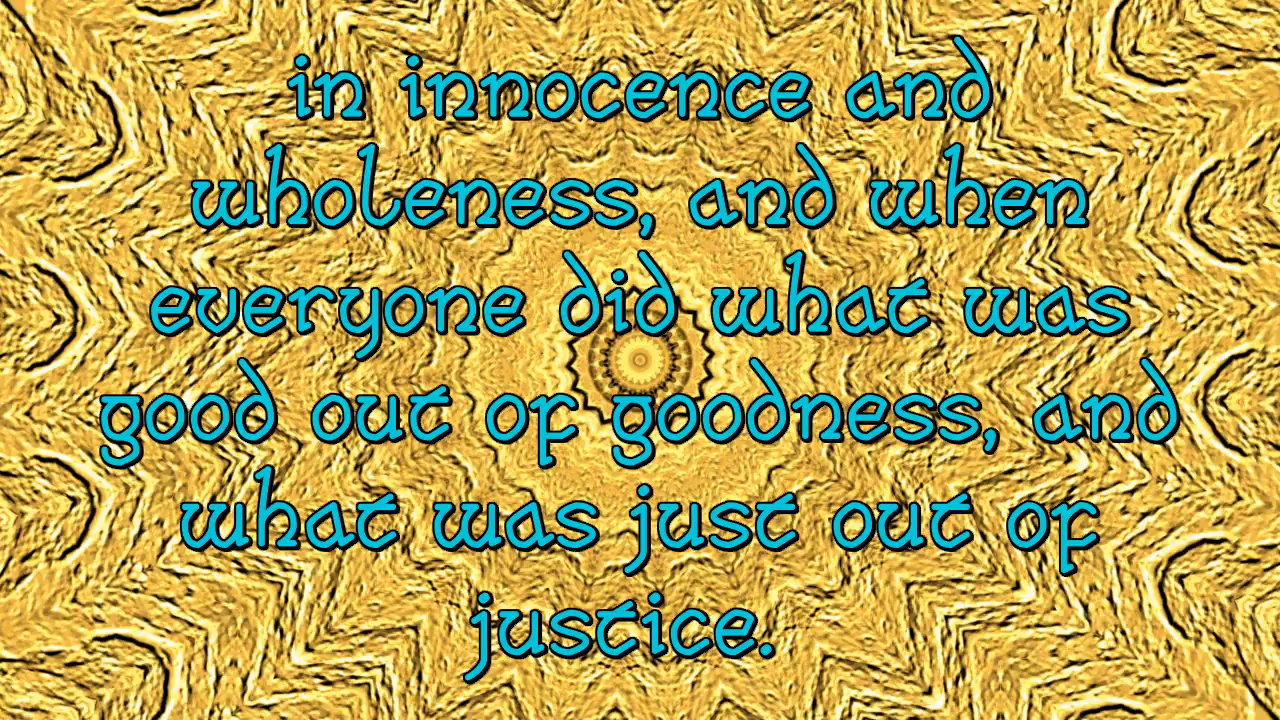 in innocence and
wholeness, and when
everyone did what was
good out of goodness, and
what was just out of
justice.